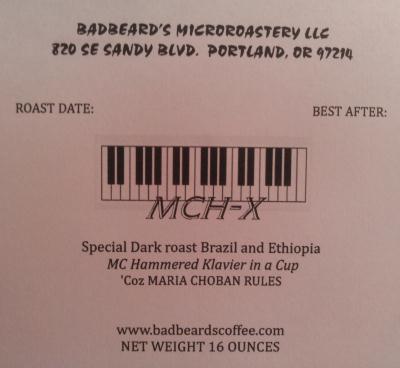 BADBEARD'S MICROROASTERY LLC
820 SE SANDY BLVD. PORTLAND, OR 97214
ROAST DATE:
BEST AFTER:
MCH-X
Special Dark roast Brazil and Ethiopia
MC Hammered Klavier in a Cup
'Coz MARIA CHOBAN RULES
www.badbeardscoffee.com
NET WEIGHT 16 OUNCES